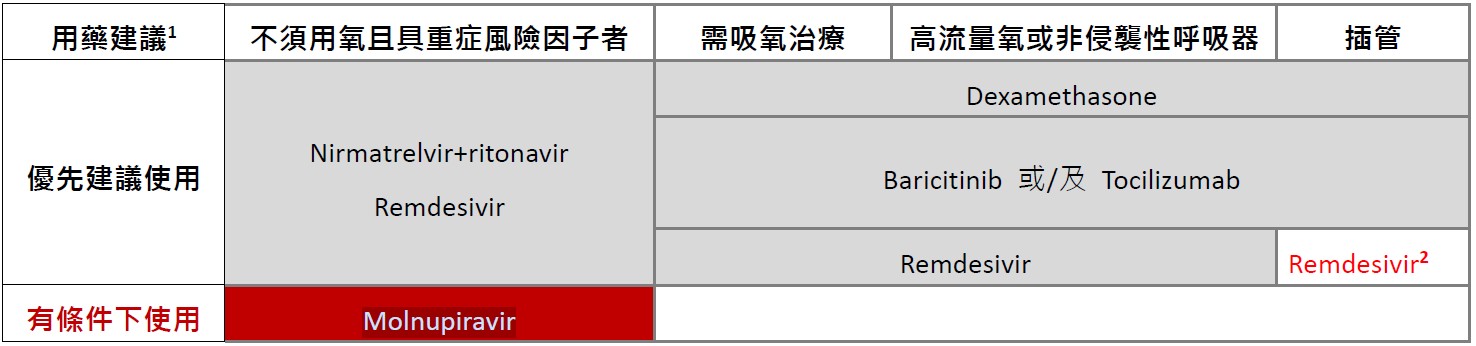 用藥建議¹ 不須用氧且具重症風險因子者 需吸氧治療 高流量氧或非侵襲性呼吸器 插管
優先建議使用
Nirmatrelvir+ritonavir
Remdesivir
Dexamethasone
Baricitinib 或/及 Tocilizumab
Remdesivir Remdesivir²
有條件下使用 Molnupiravir